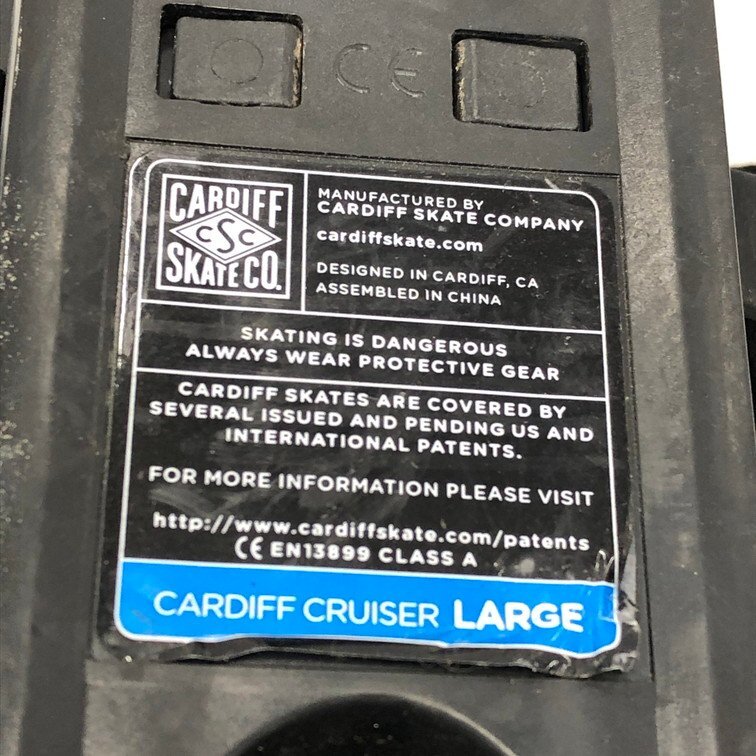 CE
CARDIFF
CSC
SKATE CO.
MANUFACTURED BY
CARDIFF SKATE COMPANY
cardiffskate.com
DESIGNED IN CARDIFF, CA
ASSEMBLED IN CHINA
SKATING IS DANGEROUS
ALWAYS WEAR PROTECTIVE GEAR
CARDIFF SKATES ARE COVERED BY
SEVERAL ISSUED AND PENDING US AND
INTERNATIONAL PATENTS.
FOR MORE INFORMATION PLEASE VISIT
http://www.cardiffskate.com/patents
CE EN13899 CLASS A
CARDIFF CRUISER LARGE